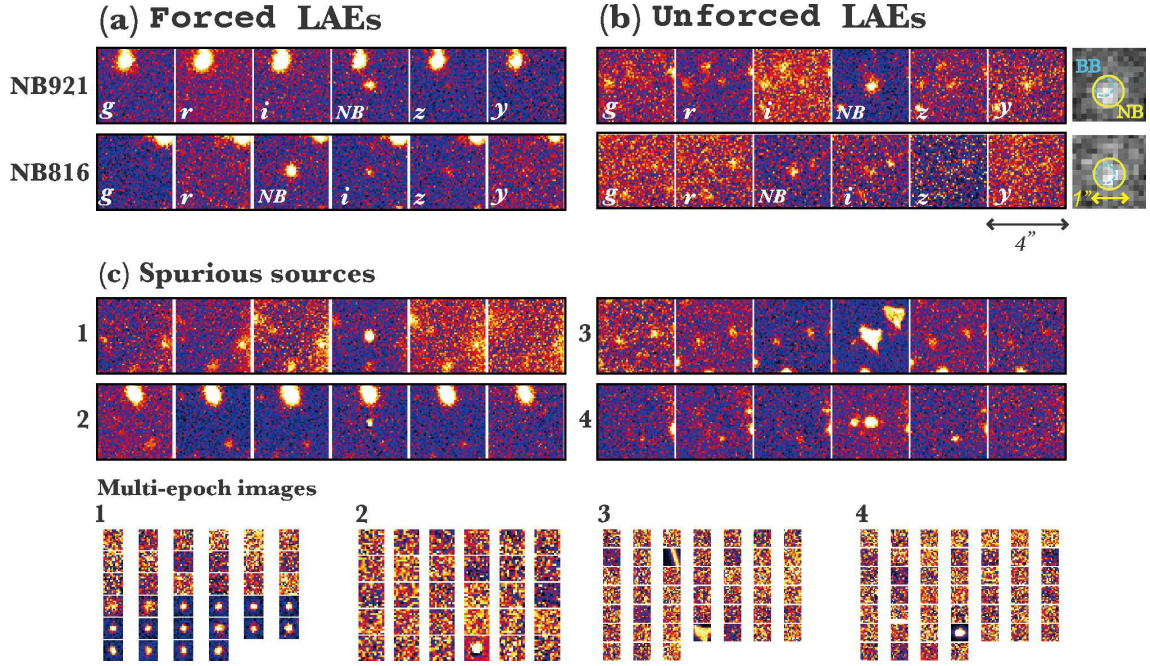 (a) Forced LAEs
(b) Unforced LAEs
NB921
g r i NB z y
g r i NB z y
BB
NB
NB816
g r NB i z y
g r NB i z y
1"
4"
(c) Spurious sources
1
3
2
4
Multi-epoch images
1 2 3 4